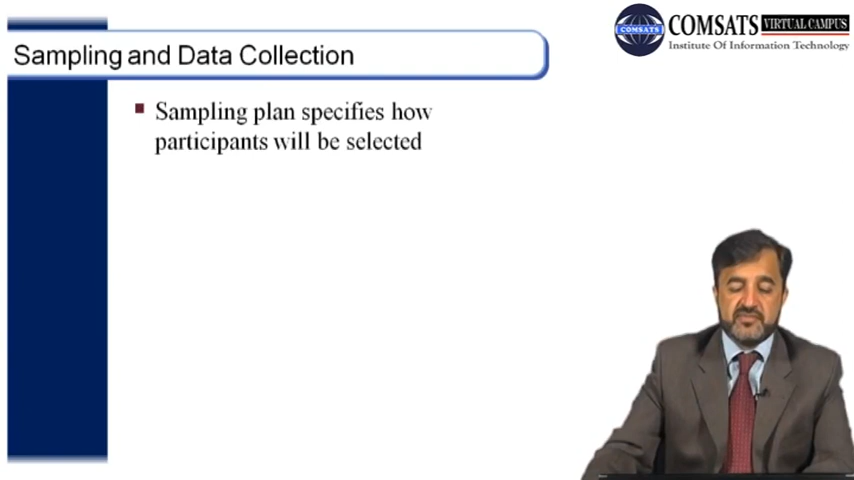 COMSATS VIRTUAL CAMPUS
COMSATS
Institute Of Information Technology
Sampling and Data Collection
Sampling plan specifies how
participants will be selected